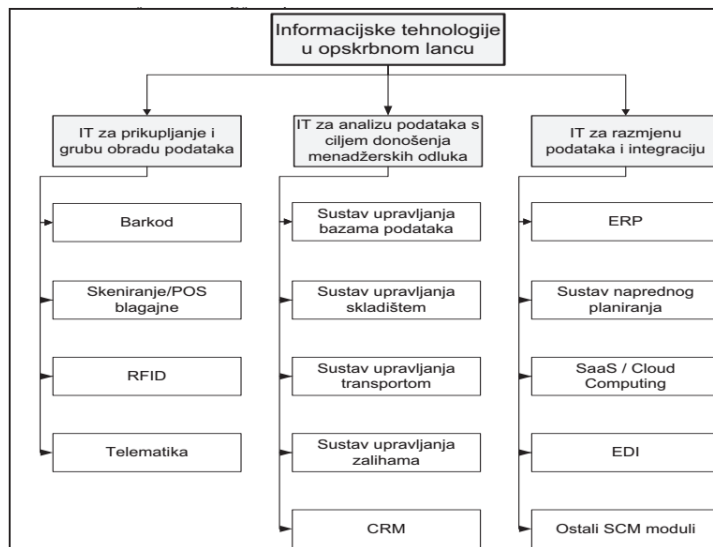 Informacijske tehnologije
u opskrbnom lancu
IT za prikupljanje i
grubu obradu podataka
Barkod
Skeniranje/POS
blagajne
RFID
Telematika
IT za analizu podataka s
ciljem donošenja
menadžerskih odluka
Sustav upravljanja
bazama podataka
Sustav upravljanja
skladištem
Sustav upravljanja
transportom
Sustav upravljanja
zalihama
CRM
IT za razmjenu
podataka i integraciju
ERP
Sustav naprednog
planiranja
SaaS / Cloud
Computing
EDI
Ostali SCM moduli